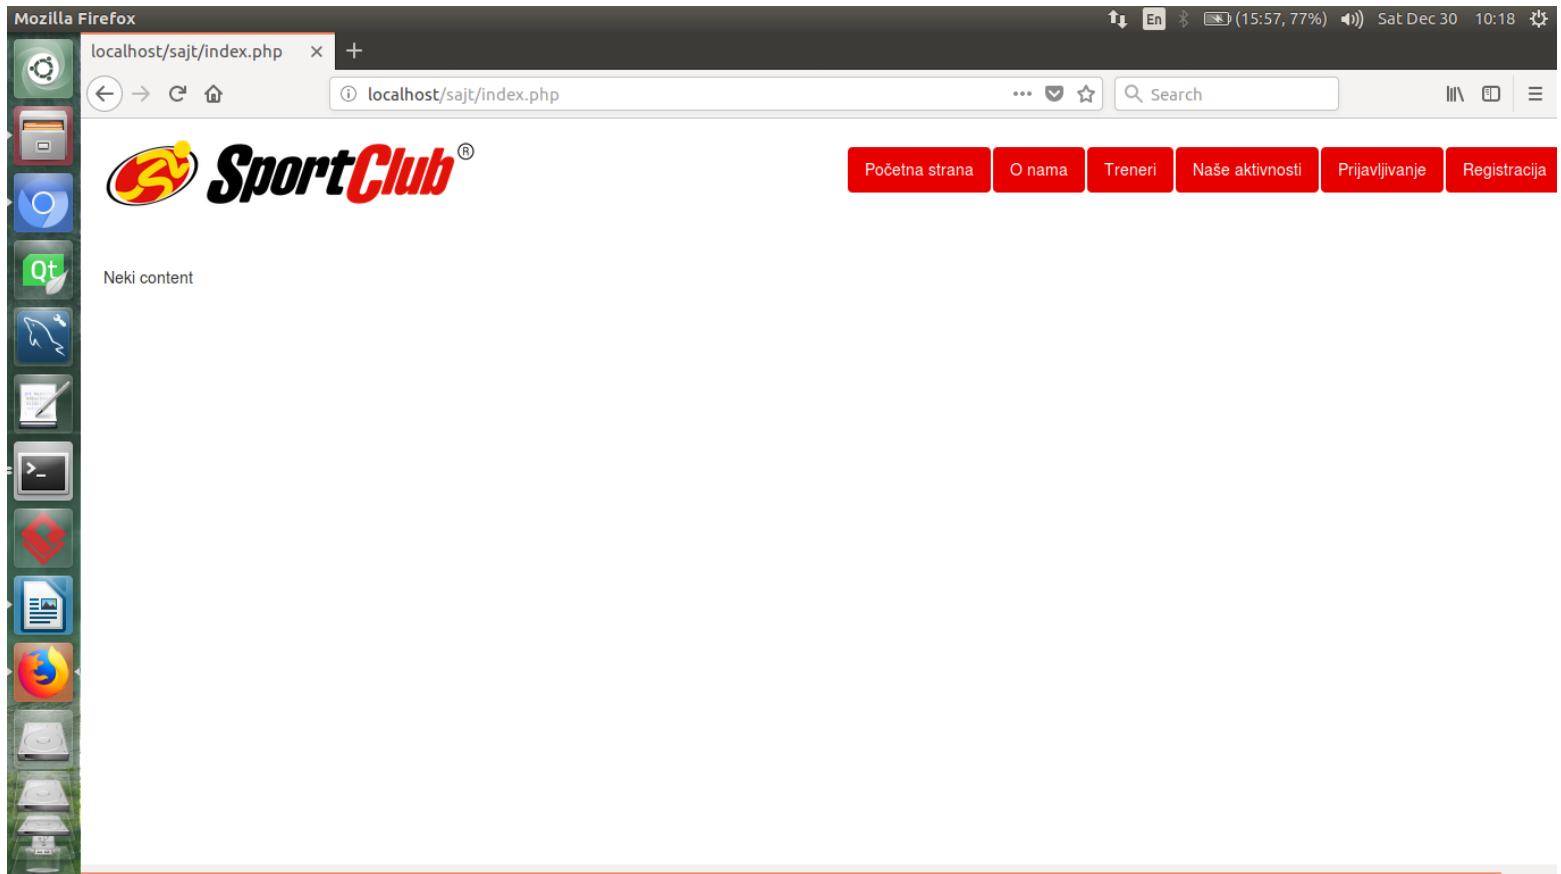 Mozilla Firefox
En (15:57, 77%) Sat Dec 30 10:18
localhost/sajt/index.php
localhost/sajt/index.php
Search
SportClub®
Početna strana O nama Treneri Naše aktivnosti Prijavljivanje Registracija
Neki content
Qt
>_